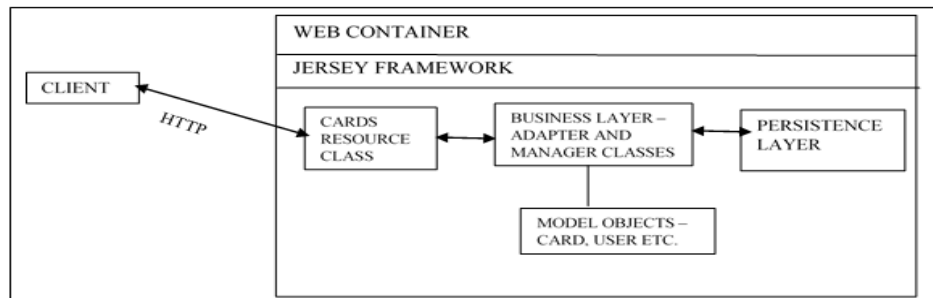 WEB CONTAINER
JERSEY FRAMEWORK
CLIENT
HTTP
CARDS
RESOURCE
CLASS
BUSINESS LAYER –
ADAPTER AND
MANAGER CLASSES
PERSISTENCE
LAYER
MODEL OBJECTS –
CARD, USER ETC.